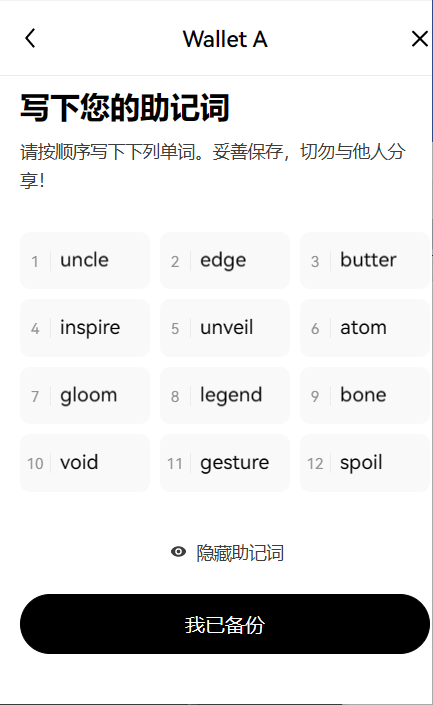 Wallet A
写下您的助记词
请按顺序写下下列单词。妥善保存，切勿与他人分
享！
1 uncle 2 edge 3 butter
4 inspire 5 unveil 6 atom
7 gloom 8 legend 9 bone
10 void 11 gesture 12 spoil
隐藏助记词
我已备份